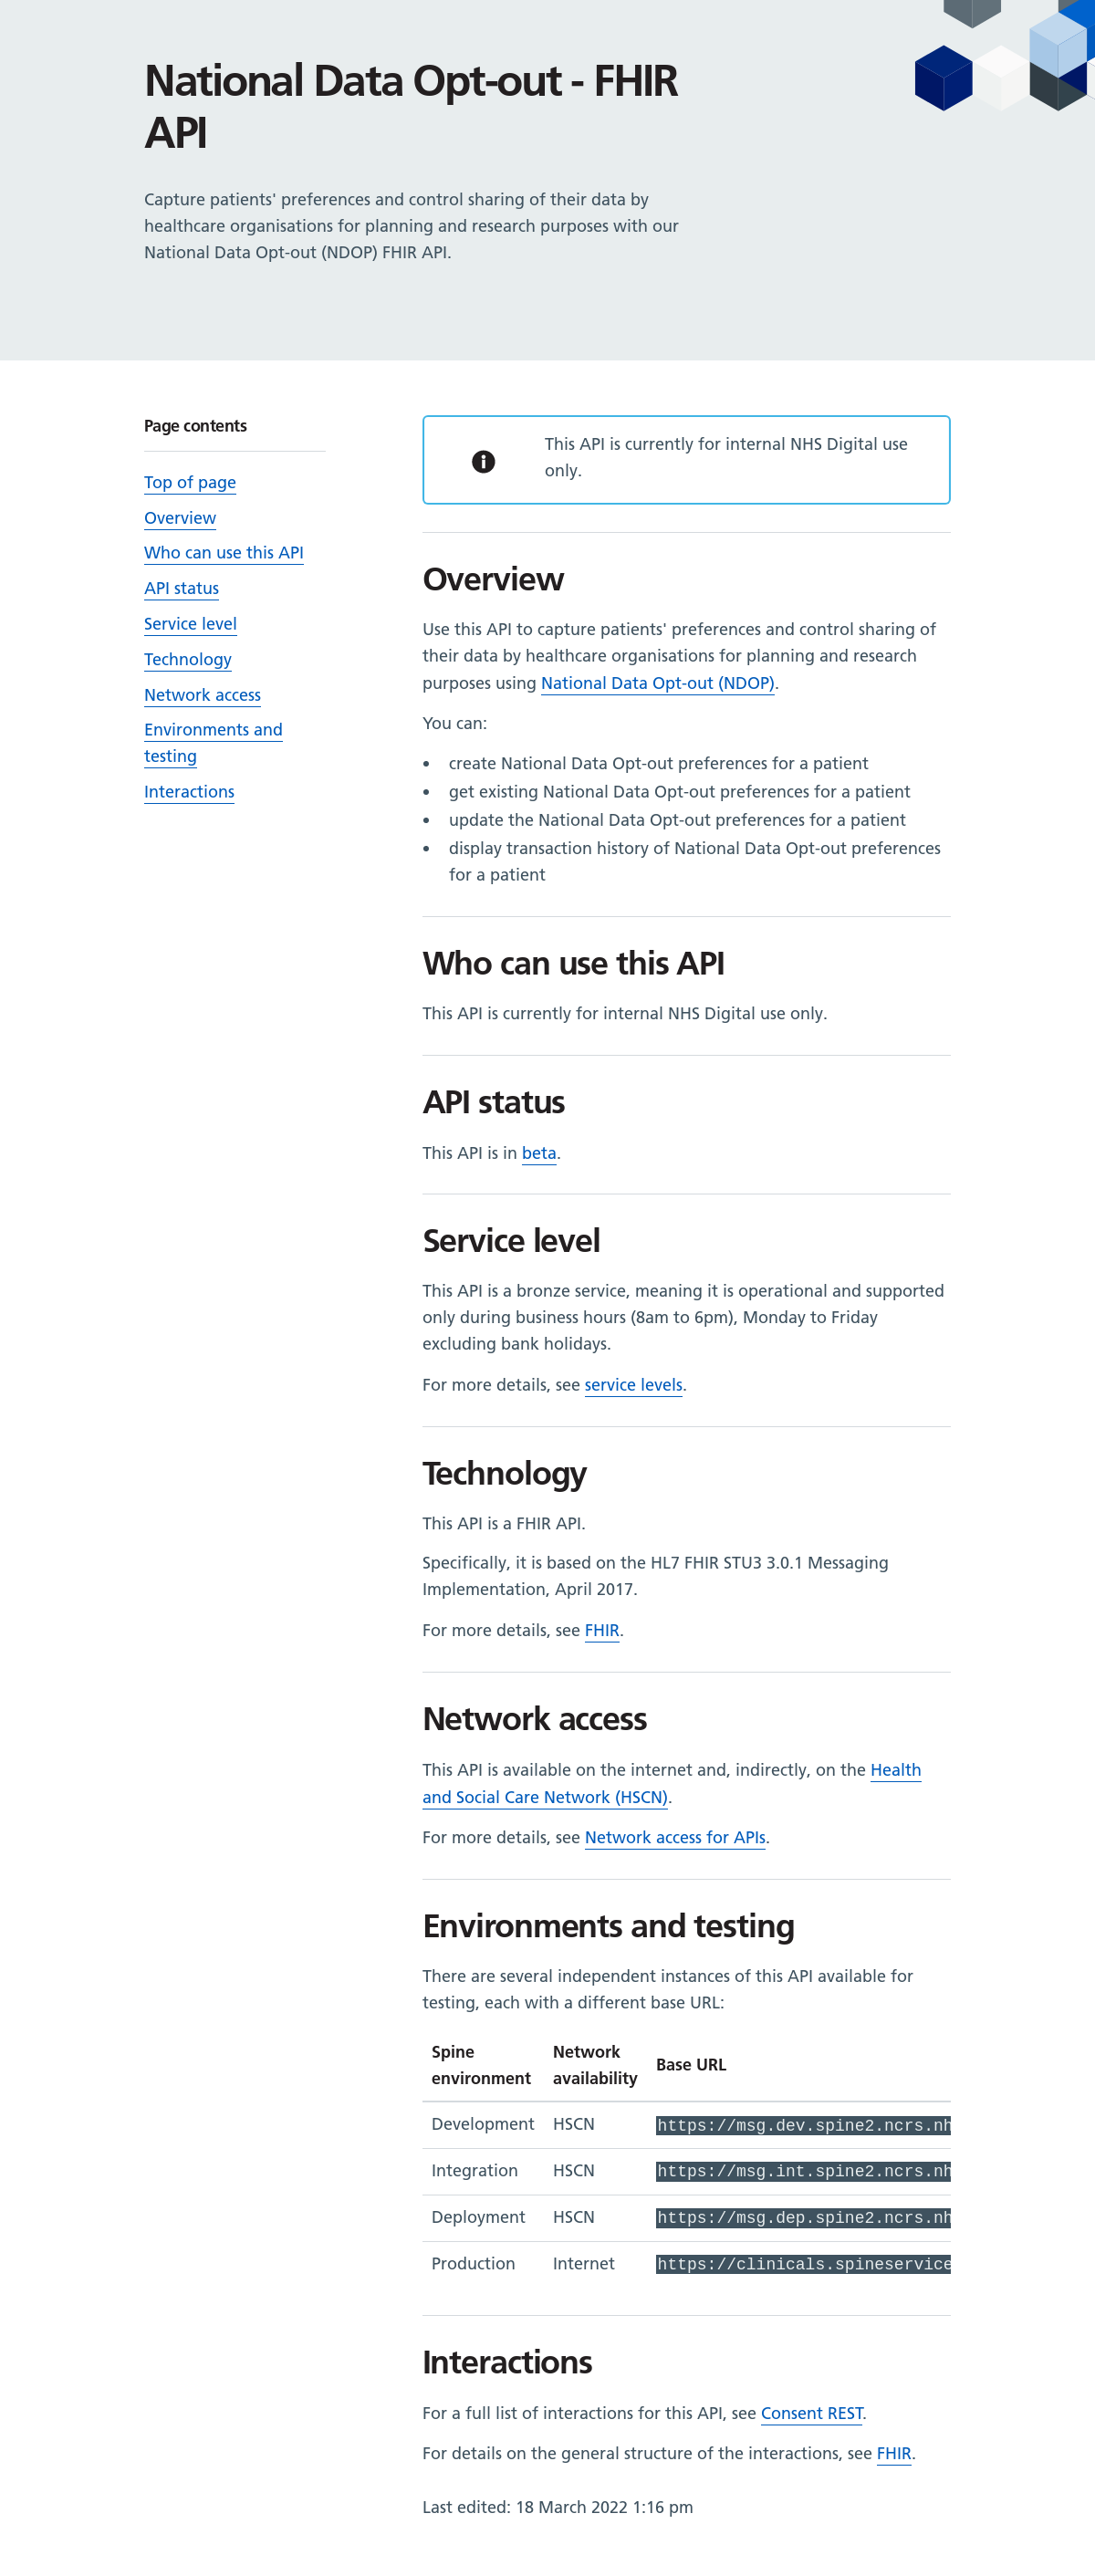 National Data Opt-out - FHIR
API
Capture patients' preferences and control sharing of their data by
healthcare organisations for planning and research purposes with our
National Data Opt-out (NDOP) FHIR API.
Page contents
Top of page
Overview
Who can use this API
API status
Service level
Technology
Network access
Environments and
testing
Interactions
This API is currently for internal NHS Digital use
only.
Overview
Use this API to capture patients' preferences and control sharing of
their data by healthcare organisations for planning and research
purposes using National Data Opt-out (NDOP).
You can:
• create National Data Opt-out preferences for a patient
• get existing National Data Opt-out preferences for a patient
• update the National Data Opt-out preferences for a patient
• display transaction history of National Data Opt-out preferences
for a patient
Who can use this API
This API is currently for internal NHS Digital use only.
API status
This API is in beta.
Service level
This API is a bronze service, meaning it is operational and supported
only during business hours (8am to 6pm), Monday to Friday
excluding bank holidays.
For more details, see service levels.
Technology
This API is a FHIR API.
Specifically, it is based on the HL7 FHIR STU3 3.0.1 Messaging
Implementation, April 2017.
For more details, see FHIR.
Network access
This API is available on the internet and, indirectly, on the Health
and Social Care Network (HSCN).
For more details, see Network access for APIs.
Environments and testing
There are several independent instances of this API available for
testing, each with a different base URL:
Spine environment Network availability Base URL
Development HSCN https://msg.dev.spine2.ncrs.nh
Integration HSCN https://msg.int.spine2.ncrs.nh
Deployment HSCN https://msg.dep.spine2.ncrs.nh
Production Internet https://clinicals.spineservice
Interactions
For a full list of interactions for this API, see Consent REST.
For details on the general structure of the interactions, see FHIR.
Last edited: 18 March 2022 1:16 pm